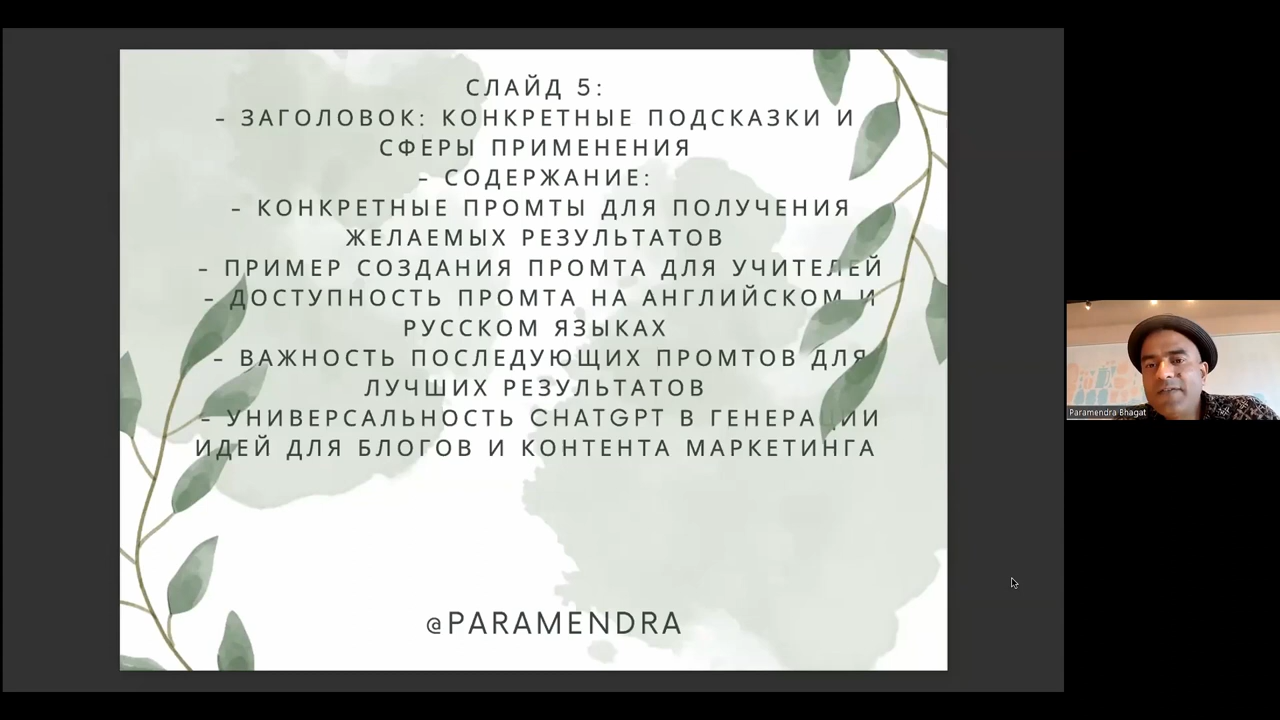 СЛАЙД 5:
- ЗАГОЛОВОК: КОНКРЕТНЫЕ ПОДСКАЗКИ И
СФЕРЫ ПРИМЕНЕНИЯ
- СОДЕРЖАНИЕ:
- КОНКРЕТНЫЕ ПРОМТЫ ДЛЯ ПОЛУЧЕНИЯ
ЖЕЛАЕМЫХ РЕЗУЛЬТАТОВ
- ПРИМЕР СОЗДАНИЯ ПРОМТА ДЛЯ УЧИТЕЛЕЙ
- ДОСТУПНОСТЬ ПРОМТА НА АНГЛИЙСКОМ И
РУССКОМ ЯЗЫКАХ
- ВАЖНОСТЬ ПОСЛЕДУЮЩИХ ПРОМТОВ ДЛЯ
ЛУЧШИХ РЕЗУЛЬТАТОВ
- УНИВЕРСАЛЬНОСТЬ CHATGPT В ГЕНЕРАЦИИ
ИДЕЙ ДЛЯ БЛОГОВ И КОНТЕНТА МАРКЕТИНГА
@PARAMENDRA
Paramendra Bhagat